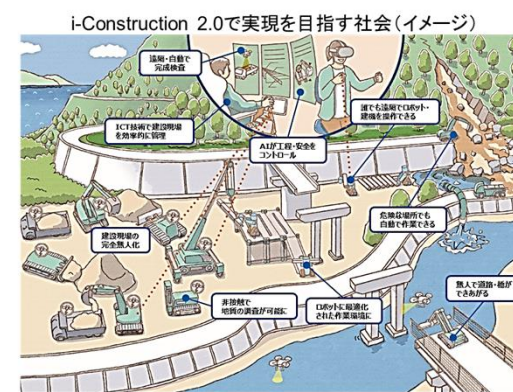 i-Construction 2.0で実現を目指す社会（イメージ）
遠隔・自動で
完成検査
誰でも遠隔でロボット・
建機を操作できる
ICT技術で建設現場
を効率的に管理
AIが工程・安全を
コントロール
危険な場所でも
自動で作業できる
建設現場の
完全無人化
無人で道路・橋が
できあがる
非接触で
地質の調査が可能に
ロボットに最適化
された作業環境に